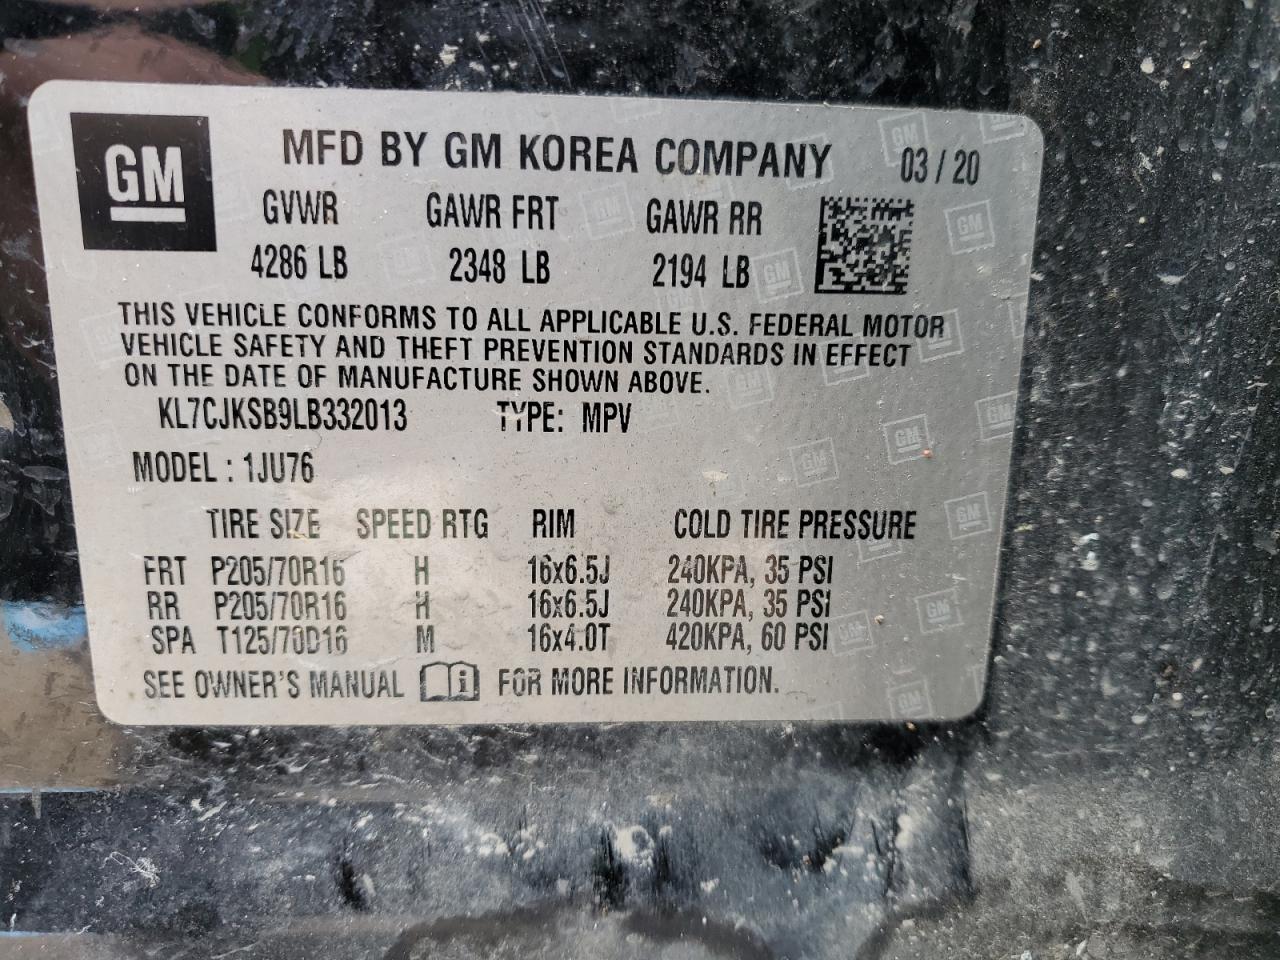 GM MFD BY GM KOREA COMPANY 03 / 20
GVWR GAWR FRT GAWR RR
4286 LB 2348 LB 2194 LB
THIS VEHICLE CONFORMS TO ALL APPLICABLE U.S. FEDERAL MOTOR
VEHICLE SAFETY AND THEFT PREVENTION STANDARDS IN EFFECT
ON THE DATE OF MANUFACTURE SHOWN ABOVE.
KL7CJKSB9LB332013 TYPE: MPV
MODEL : 1JU76
TIRE SIZE SPEED RTG RIM COLD TIRE PRESSURE
FRT P205/70R16 H 16x6.5J 240KPA, 35 PSI
RR P205/70R16 H 16x6.5J 240KPA, 35 PSI
SPA T125/70D16 M 16x4.0T 420KPA, 60 PSI
SEE OWNER'S MANUAL i FOR MORE INFORMATION.